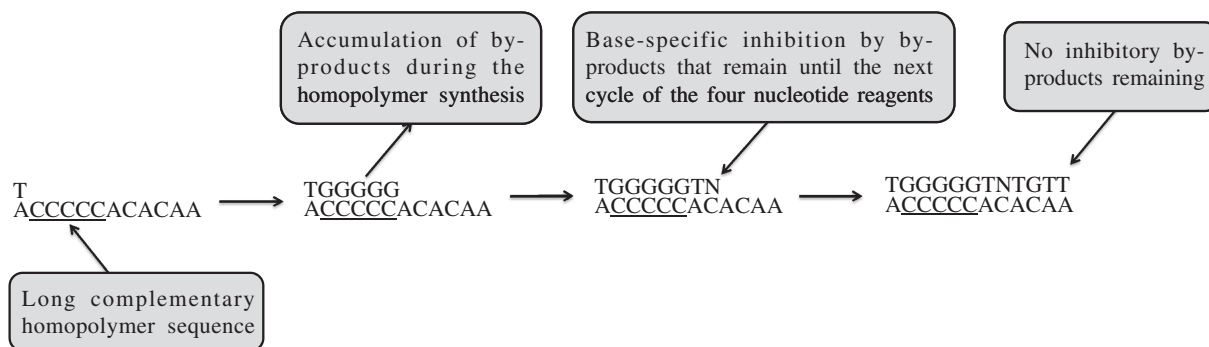 Accumulation of by-
products during the
homopolymer synthesis
Base-specific inhibition by by-
products that remain until the next
cycle of the four nucleotide reagents
No inhibitory by-
products remaining
T
ACCCCCACACAA
TGGGGG
ACCCCCACACAA
TGGGGGTN
ACCCCCACACAA
TGGGGGTNTGTT
ACCCCCACACAA
Long complementary
homopolymer sequence